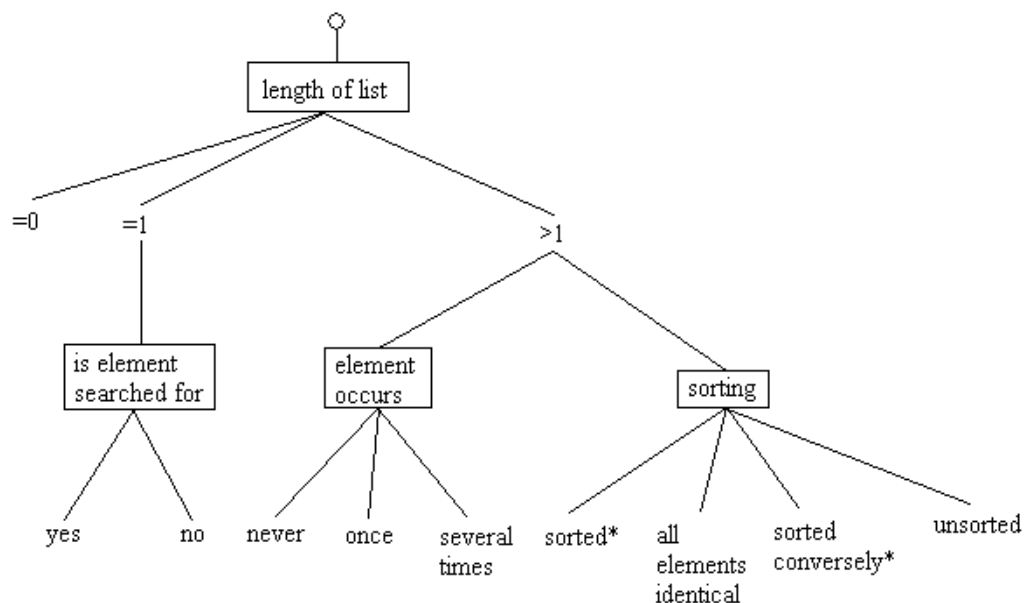 length of list
=0
=1
>1
is element
searched for
element
occurs
sorting
yes
no
never
once
several
times
sorted*
all
elements
identical
sorted
conversely*
unsorted